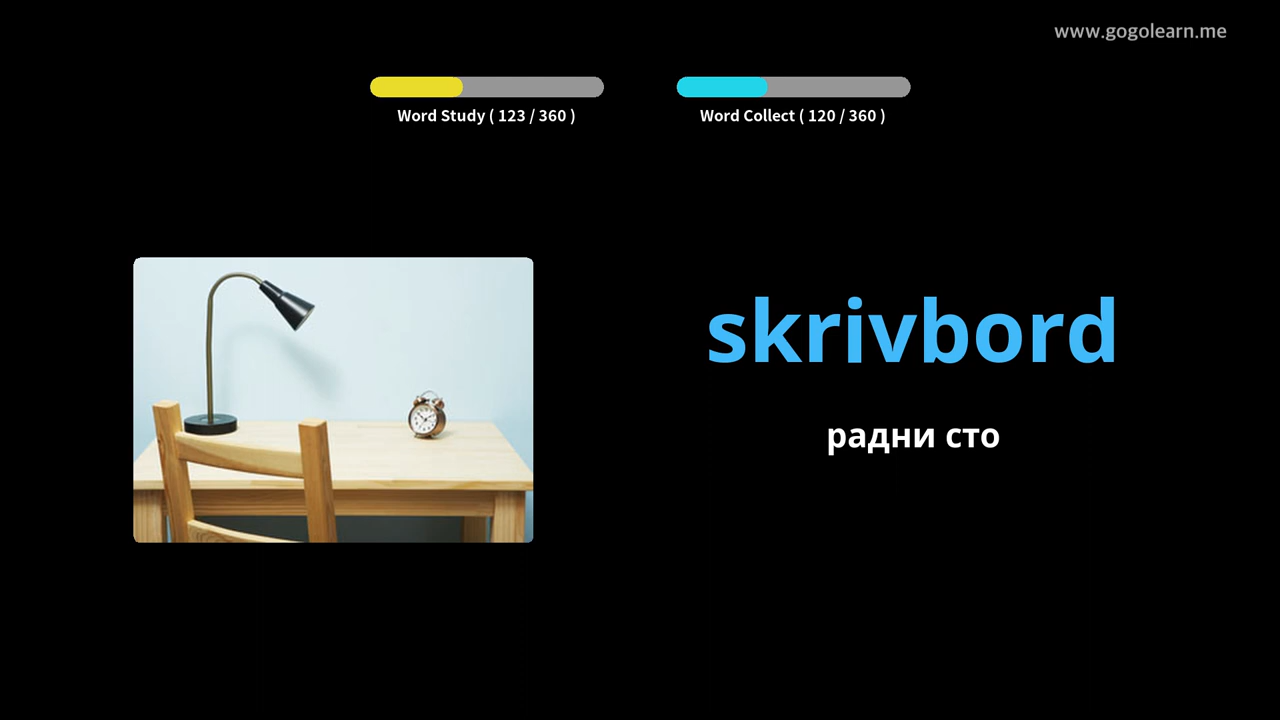 www.gogolearn.me
Word Study ( 123 / 360 )
Word Collect ( 120 / 360 )
skrivbord
радни сто